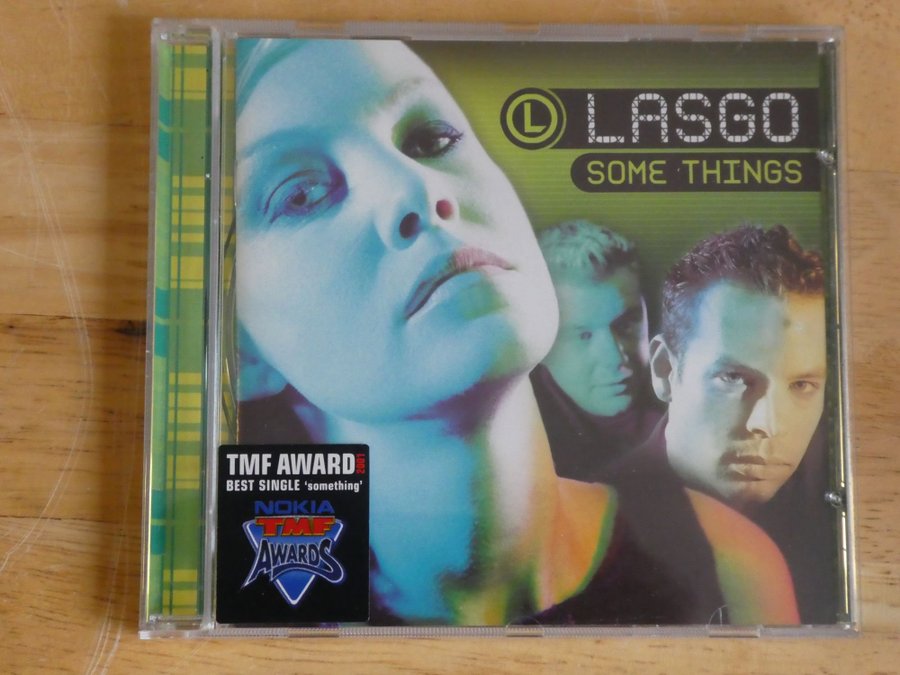 L LASGO
SOME THINGS
TMF AWARD 2001
BEST SINGLE 'something'
NOKIA
TMF
AWARDS